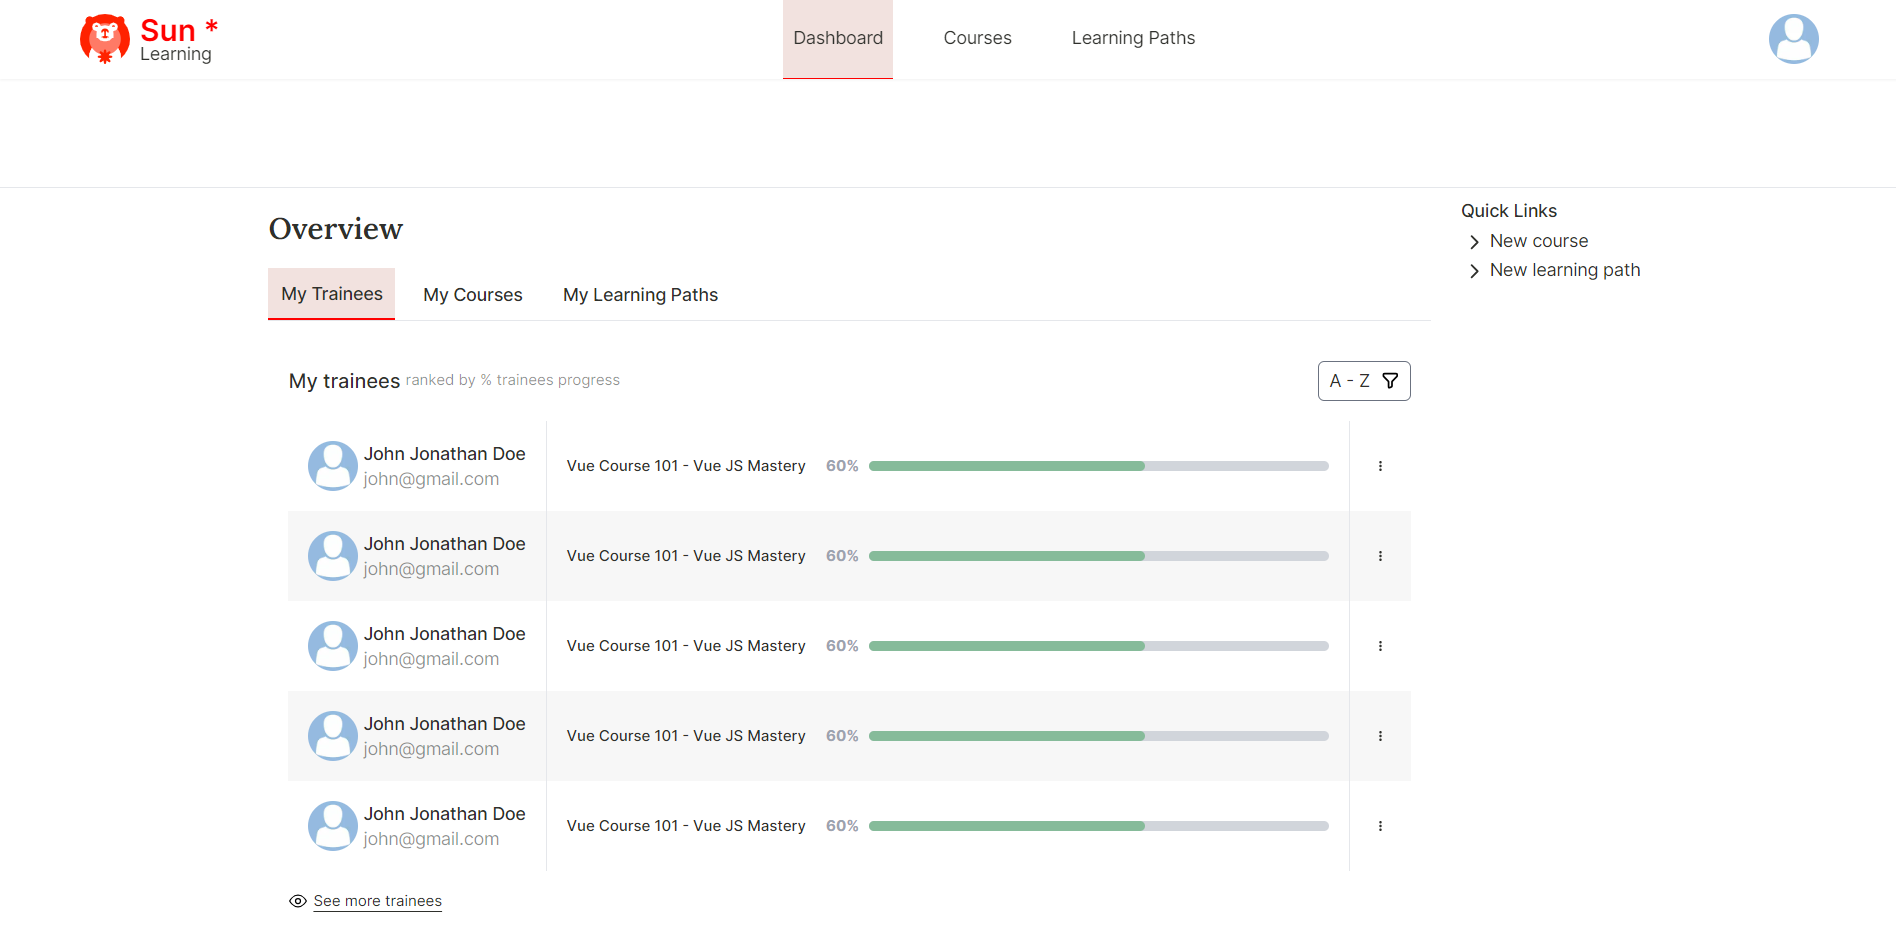 Sun *
Learning
Dashboard
Courses
Learning Paths
Overview
Quick Links
New course
New learning path
My Trainees
My Courses
My Learning Paths
My trainees ranked by % trainees progress
A - Z
John Jonathan Doe
john@gmail.com
Vue Course 101 - Vue JS Mastery 60%
John Jonathan Doe
john@gmail.com
Vue Course 101 - Vue JS Mastery 60%
John Jonathan Doe
john@gmail.com
Vue Course 101 - Vue JS Mastery 60%
John Jonathan Doe
john@gmail.com
Vue Course 101 - Vue JS Mastery 60%
John Jonathan Doe
john@gmail.com
Vue Course 101 - Vue JS Mastery 60%
See more trainees